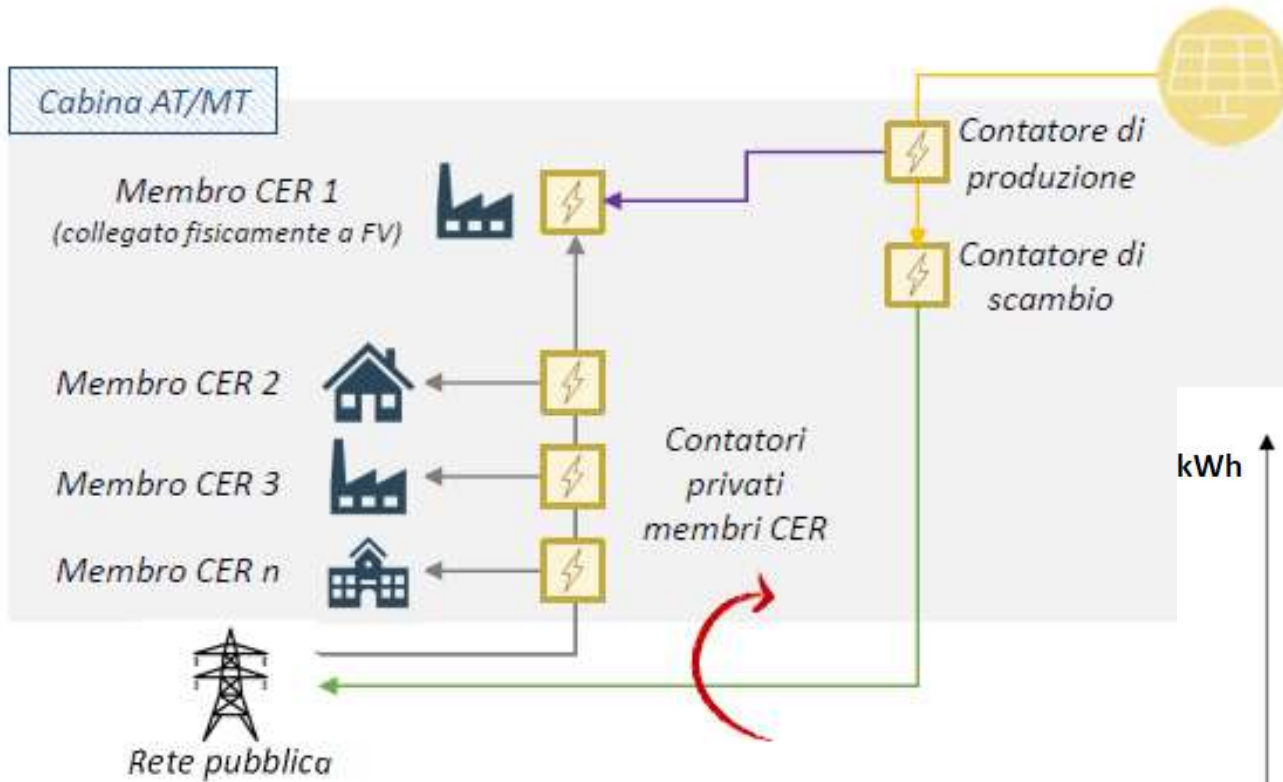 Cabina AT/MT
Membro CER 1
(collegato fisicamente a FV)
Contatore di
produzione
Contatore di
scambio
Membro CER 2
Membro CER 3
Membro CER n
Contatori
privati
membri CER
kWh
Rete pubblica